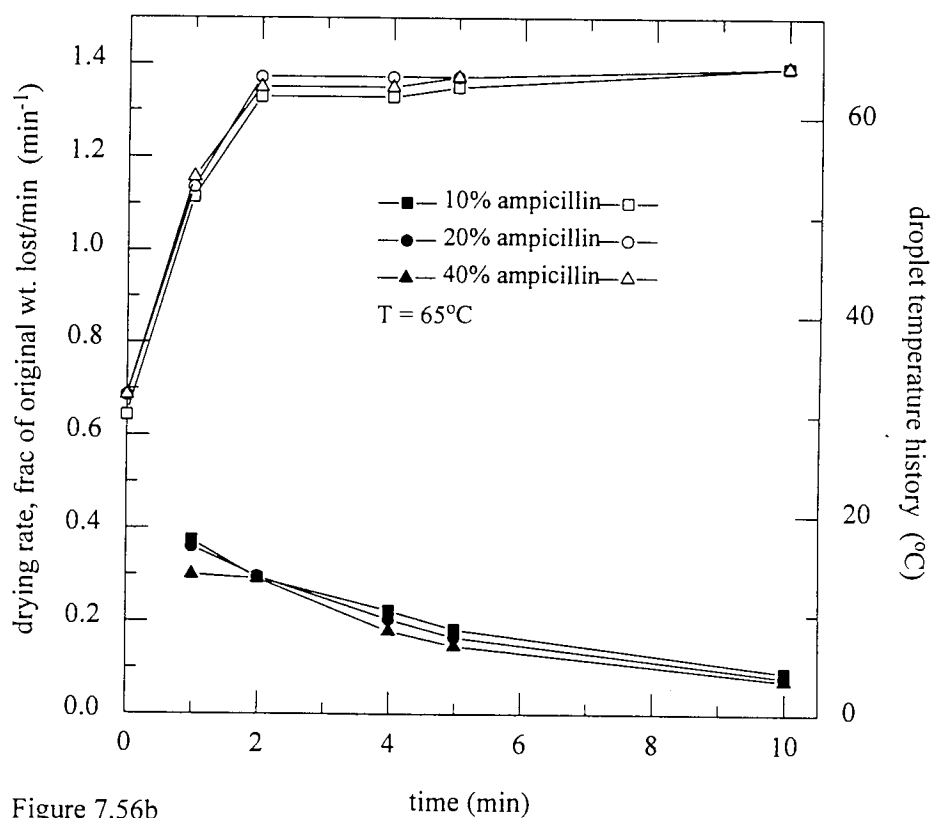 1.4
1.2
1.0
0.8
0.6
0.4
0.2
0.0
drying rate, frac of original wt. lost/min (min⁻¹)
10% ampicillin
20% ampicillin
40% ampicillin
T = 65°C
60
40
20
0
droplet temperature history (°C)
0
2
4
6
8
10
time (min)
Figure 7.56b